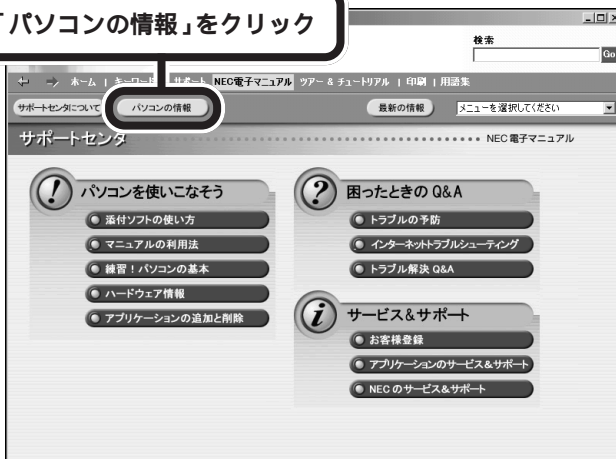 「パソコンの情報」をクリック
検索
Go
ホーム | キーワード サポート NEC電子マニュアル ツアー & チュートリアル | 印刷 | 用語集
サポートセンタについて パソコンの情報 最新の情報 メニューを選択してください
サポートセンタ NEC 電子マニュアル
パソコンを使いこなそう
添付ソフトの使い方
マニュアルの利用法
練習!パソコンの基本
ハードウェア情報
アプリケーションの追加と削除
困ったときの Q&A
トラブルの予防
インターネットトラブルシューティング
トラブル解決 Q&A
サービス&サポート
お客様登録
アプリケーションのサービス&サポート
NEC のサービス&サポート